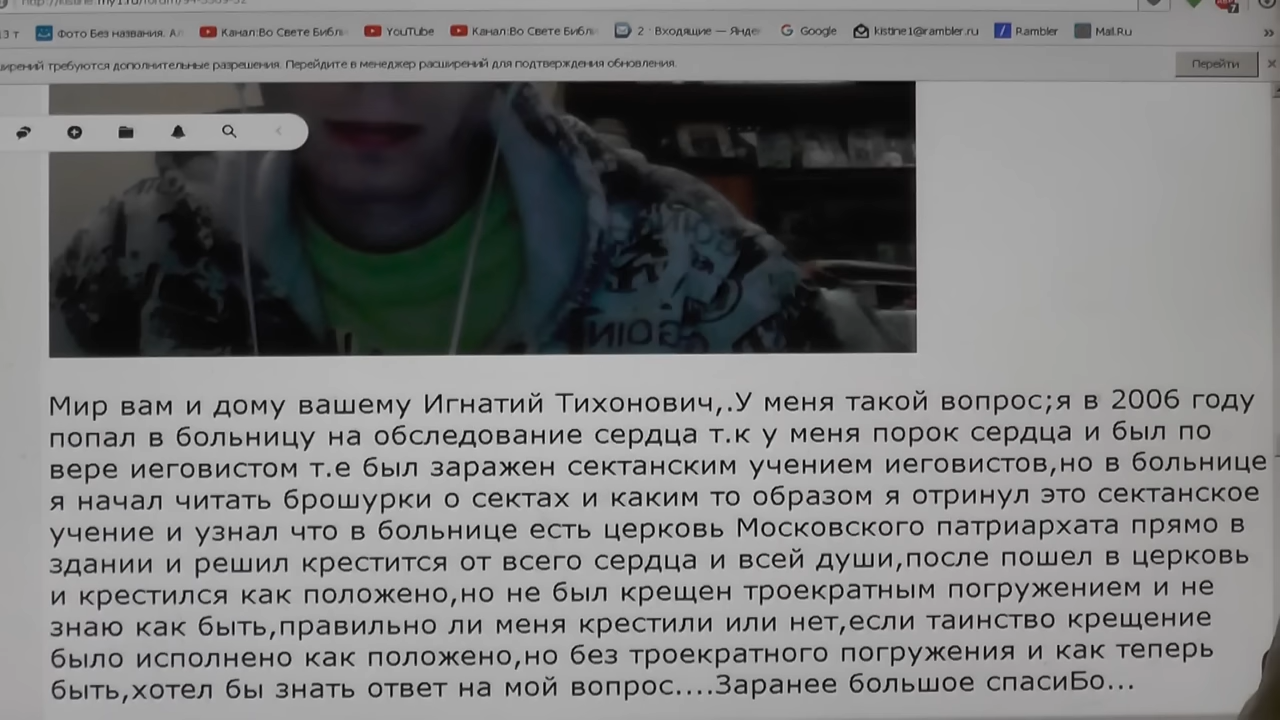 13 т Фото Без названия. Ал Канал:Во Свете Библи YouTube Канал:Во Свете Библи 2 · Входящие — Янде Google kistine1@rambler.ru Rambler Mail.Ru »
ширений требуются дополнительные разрешения. Перейдите в менеджер расширений для подтверждения обновления. Перейти
GOIN
Мир вам и дому вашему Игнатий Тихонович,.У меня такой вопрос;я в 2006 году
попал в больницу на обследование сердца т.к у меня порок сердца и был по
вере иеговистом т.е был заражен сектанским учением иеговистов,но в больнице
я начал читать брошурки о сектах и каким то образом я отринул это сектанское
учение и узнал что в больнице есть церковь Московского патриархата прямо в
здании и решил крестится от всего сердца и всей души,после пошел в церковь
и крестился как положено,но не был крещен троекратным погружением и не
знаю как быть,правильно ли меня крестили или нет,если таинство крещение
было исполнено как положено,но без троекратного погружения и как теперь
быть,хотел бы знать ответ на мой вопрос....Заранее большое спасиБо...